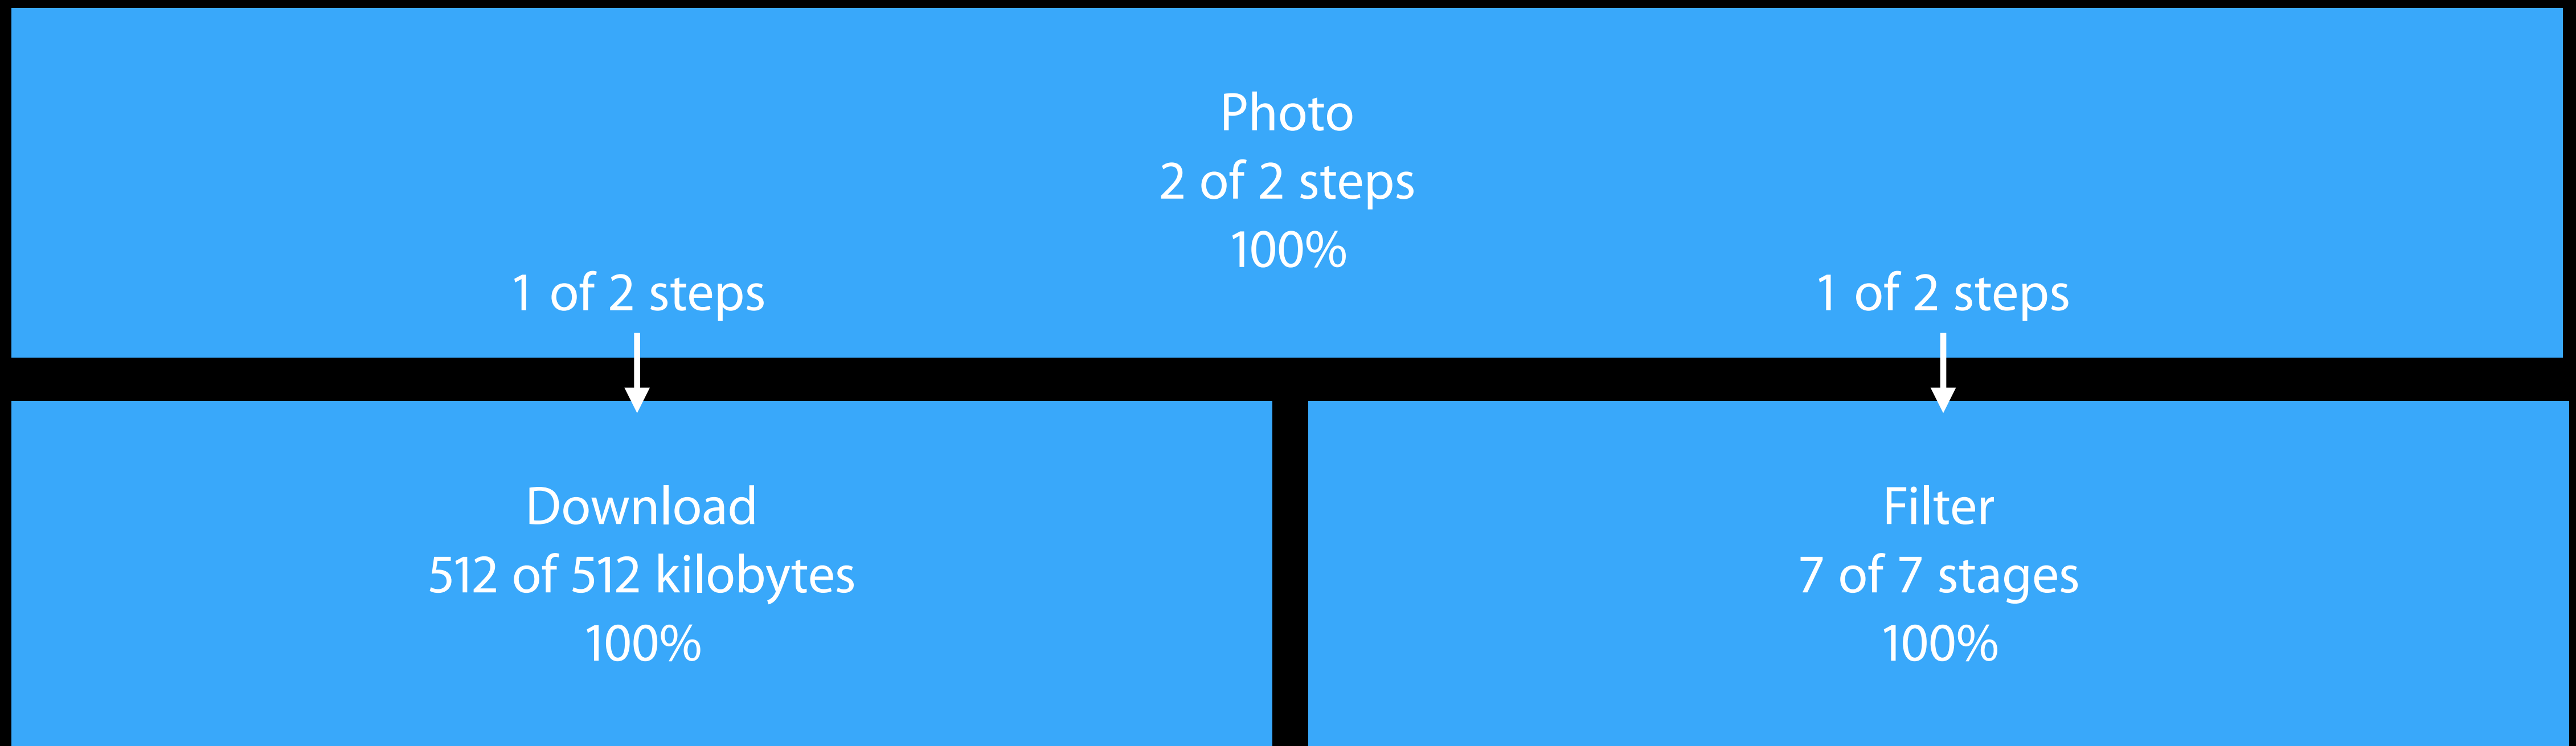 Photo
2 of 2 steps
100%
1 of 2 steps
1 of 2 steps
Download
512 of 512 kilobytes
100%
Filter
7 of 7 stages
100%